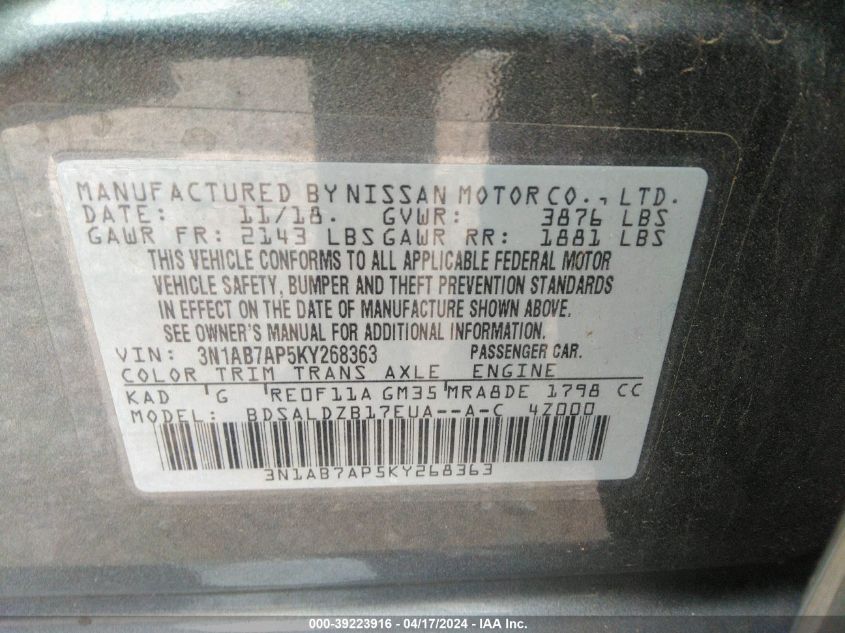 MANUFACTURED BY NISSAN MOTOR CO., LTD.
DATE: 11/18. GVWR: 3876 LBS
GAWR FR: 2143 LBS GAWR RR: 1881 LBS
THIS VEHICLE CONFORMS TO ALL APPLICABLE FEDERAL MOTOR
VEHICLE SAFETY, BUMPER AND THEFT PREVENTION STANDARDS
IN EFFECT ON THE DATE OF MANUFACTURE SHOWN ABOVE.
SEE OWNER'S MANUAL FOR ADDITIONAL INFORMATION.
VIN: 3N1AB7AP5KY268363 PASSENGER CAR.
COLOR TRIM TRANS AXLE ENGINE
KAD G RE0F11A GM35 MRA8DE 1798 CC
MODEL: BDSALDZB17EUA--A-C 4Z000
3N1AB7AP5KY268363
000-39223916 - 04/17/2024 - IAA Inc.